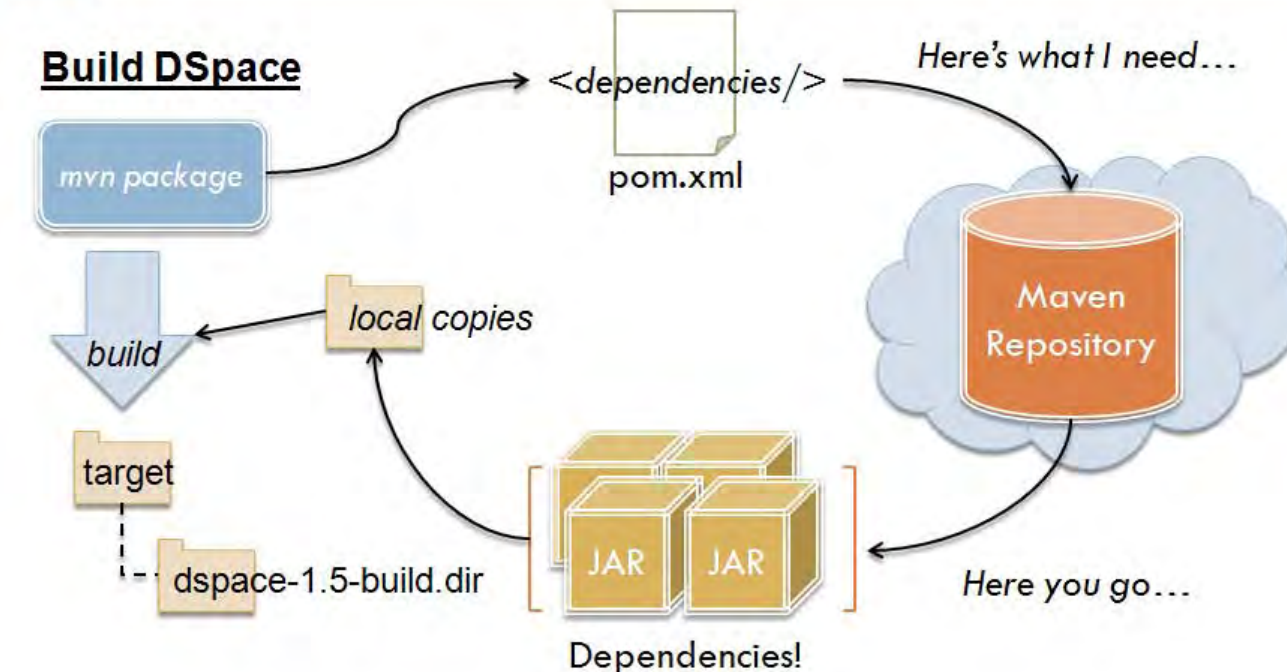 Build DSpace
mvn package
<dependencies/>
pom.xml
Here's what I need…
Maven
Repository
Here you go…
JAR
JAR
Dependencies!
local copies
build
target
dspace-1.5-build.dir